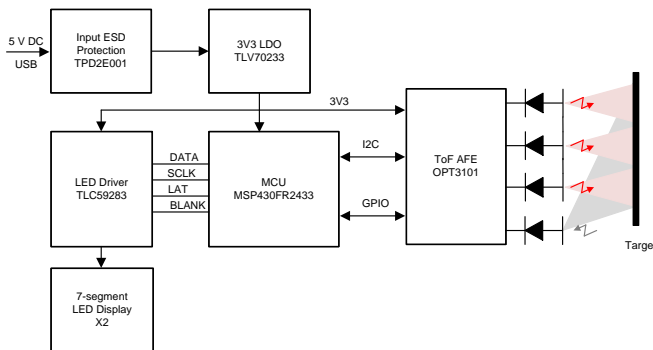 5 V DC
USB
Input ESD
Protection
TPD2E001
3V3 LDO
TLV70233
3V3
LED Driver
TLC59283
DATA
SCLK
LAT
BLANK
MCU
MSP430FR2433
I2C
GPIO
ToF AFE
OPT3101
Targe
7-segment
LED Display
X2